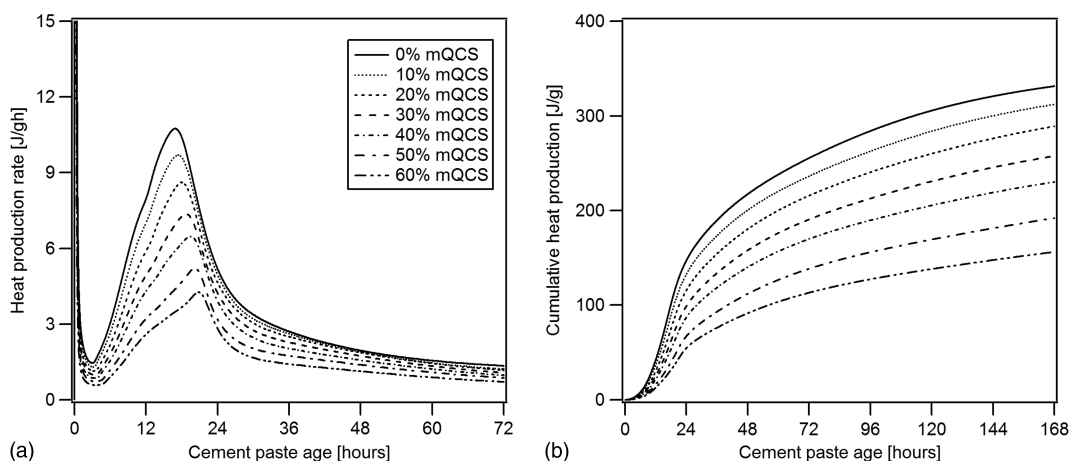 15
12
9
6
3
0
Heat production rate [J/gh]
0% mQCS
10% mQCS
20% mQCS
30% mQCS
40% mQCS
50% mQCS
60% mQCS
0 12 24 36 48 60 72
(a) Cement paste age [hours]
400
300
200
100
0
Cumulative heat production [J/g]
0 24 48 72 96 120 144 168
(b) Cement paste age [hours]